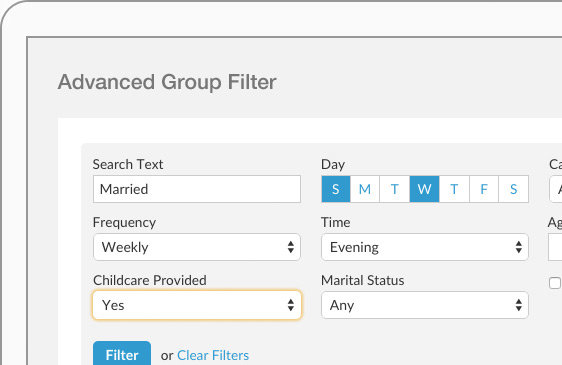 Advanced Group Filter
Search Text Day Ca
Married S M T W T F S
Frequency Time Ag
Weekly Evening
Childcare Provided Marital Status
Yes Any
Filter or Clear Filters